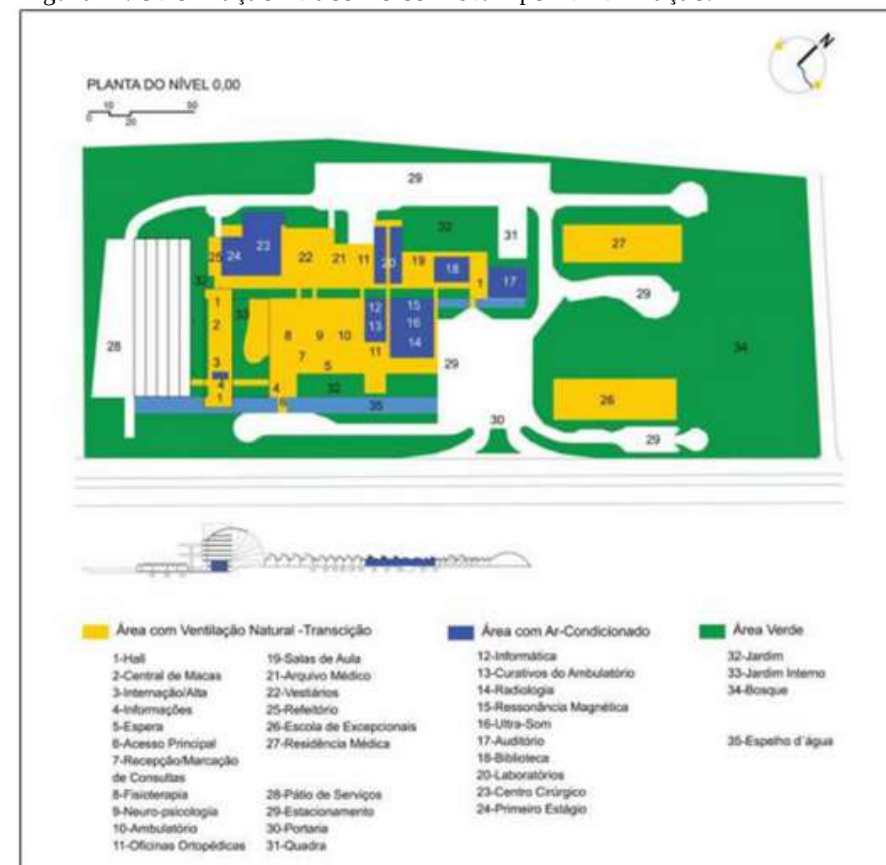 PLANTA DO NÍVEL 0,00
0 10 20 50
N
29
32
31
27
25 24 23 22 21 11 20 19 18 1 17
29
32 1 33
2
12 15
13 16
8 9 10
14
28 3 7 11 34
5
29
4 4 32
1 6 35
26
30
29
Área com Ventilação Natural -Transcição
1-Hall
2-Central de Macas
3-Internação/Alta
4-Informações
5-Espera
6-Acesso Principal
7-Recepção/Marcação
de Consultas
8-Fisioterapia
9-Neuro-psicologia
10-Ambulatório
11-Oficinas Ortopédicas
19-Salas de Aula
21-Arquivo Médico
22-Vestiários
25-Refeitório
26-Escola de Excepcionais
27-Residência Médica
28-Pátio de Serviços
29-Estacionamento
30-Portaria
31-Quadra
Área com Ar-Condicionado
12-Informática
13-Curativos do Ambulatório
14-Radiologia
15-Ressonância Magnética
16-Ultra-Som
17-Auditório
18-Biblioteca
20-Laboratórios
23-Centro Cirúrgico
24-Primeiro Estágio
Área Verde
32-Jardim
33-Jardim Interno
34-Bosque
35-Espelho d´água